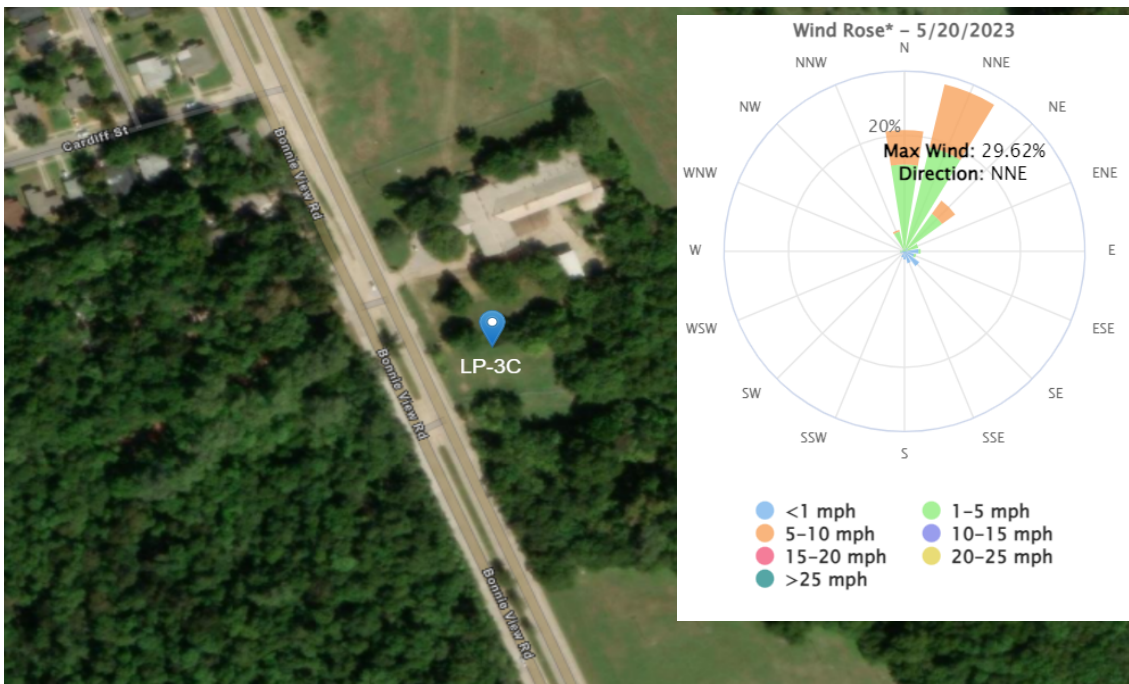 Cardiff St
Bonnie View Rd
Bonnie View Rd
Bonnie View Rd
LP-3C
Wind Rose* – 5/20/2023
N
NNE
NE
ENE
E
ESE
SE
SSE
S
SSW
SW
WSW
W
WNW
NW
NNW
20%
Max Wind: 29.62%
Direction: NNE
<1 mph
1–5 mph
5–10 mph
10–15 mph
15–20 mph
20–25 mph
>25 mph